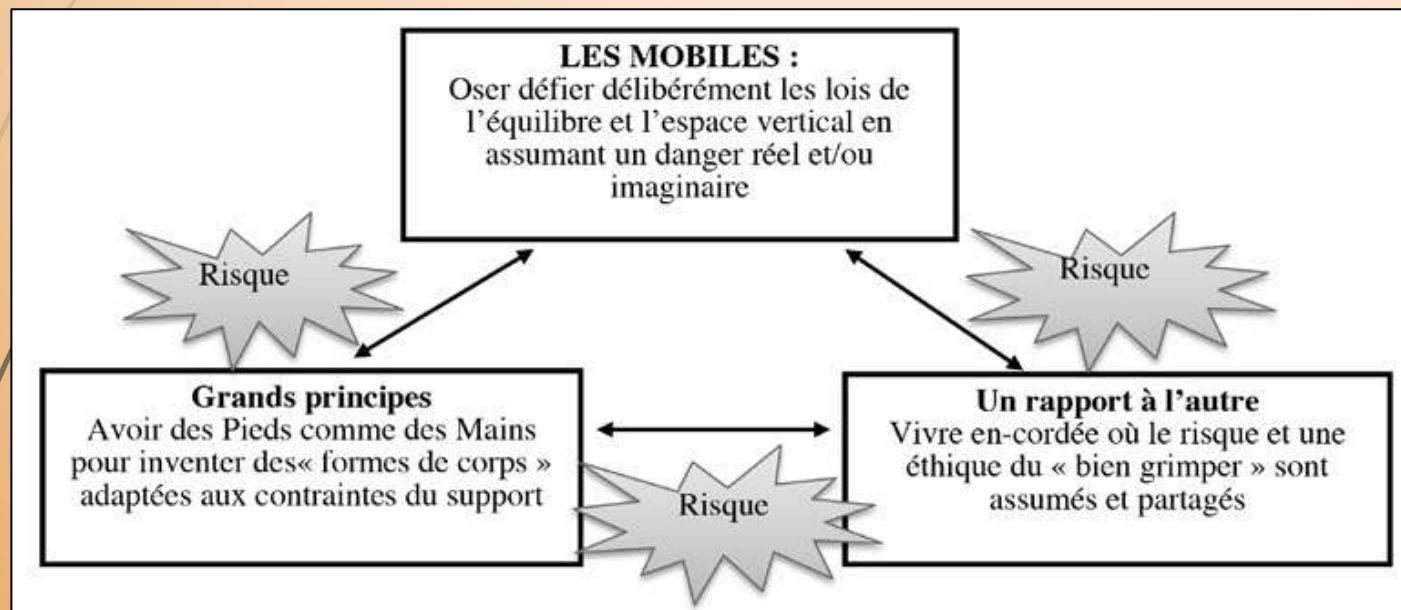 LES MOBILES :
Oser défier délibérément les lois de
l'équilibre et l'espace vertical en
assumant un danger réel et/ou
imaginaire
Risque
Risque
Grands principes
Avoir des Pieds comme des Mains
pour inventer des« formes de corps »
adaptées aux contraintes du support
Un rapport à l'autre
Vivre en-cordée où le risque et une
éthique du « bien grimper » sont
assumés et partagés
Risque